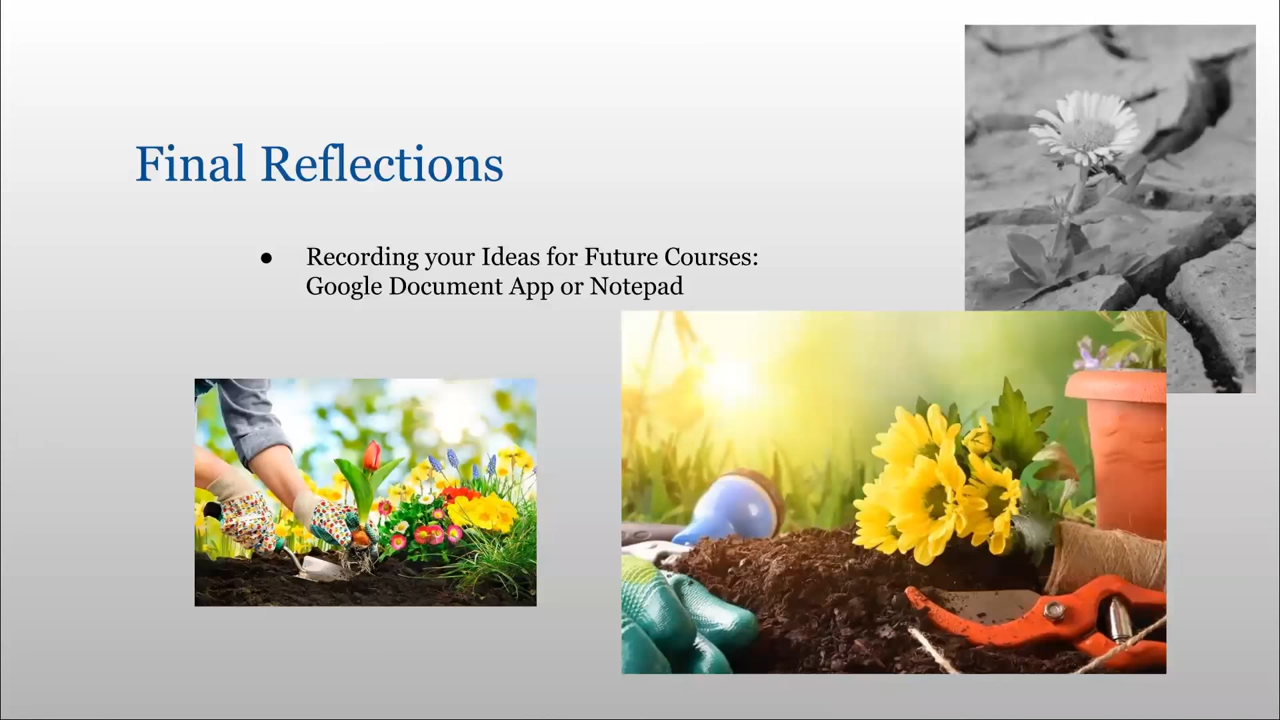 Final Reflections
● Recording your Ideas for Future Courses:
Google Document App or Notepad